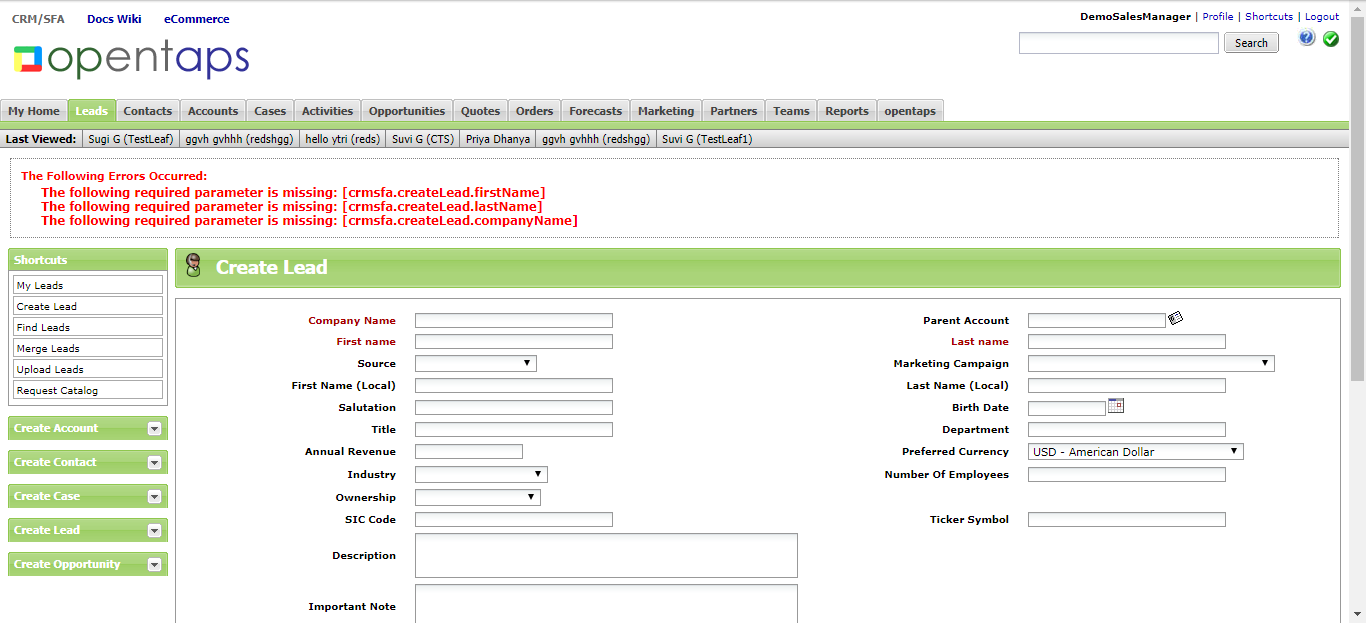 CRM/SFA Docs Wiki eCommerce
DemoSalesManager | Profile | Shortcuts | Logout
opentaps
Search
My Home Leads Contacts Accounts Cases Activities Opportunities Quotes Orders Forecasts Marketing Partners Teams Reports opentaps
Last Viewed: Sugi G (TestLeaf) ggvh gvhhh (redshgg) hello ytri (reds) Suvi G (CTS) Priya Dhanya ggvh gvhhh (redshgg) Suvi G (TestLeaf1)
The Following Errors Occurred:
The following required parameter is missing: [crmsfa.createLead.firstName]
The following required parameter is missing: [crmsfa.createLead.lastName]
The following required parameter is missing: [crmsfa.createLead.companyName]
Shortcuts
My Leads
Create Lead
Find Leads
Merge Leads
Upload Leads
Request Catalog
Create Account
Create Contact
Create Case
Create Lead
Create Opportunity
Create Lead
Company Name Parent Account
First name Last name
Source Marketing Campaign
First Name (Local) Last Name (Local)
Salutation Birth Date
Title Department
Annual Revenue Preferred Currency USD - American Dollar
Industry Number Of Employees
Ownership
SIC Code Ticker Symbol
Description
Important Note